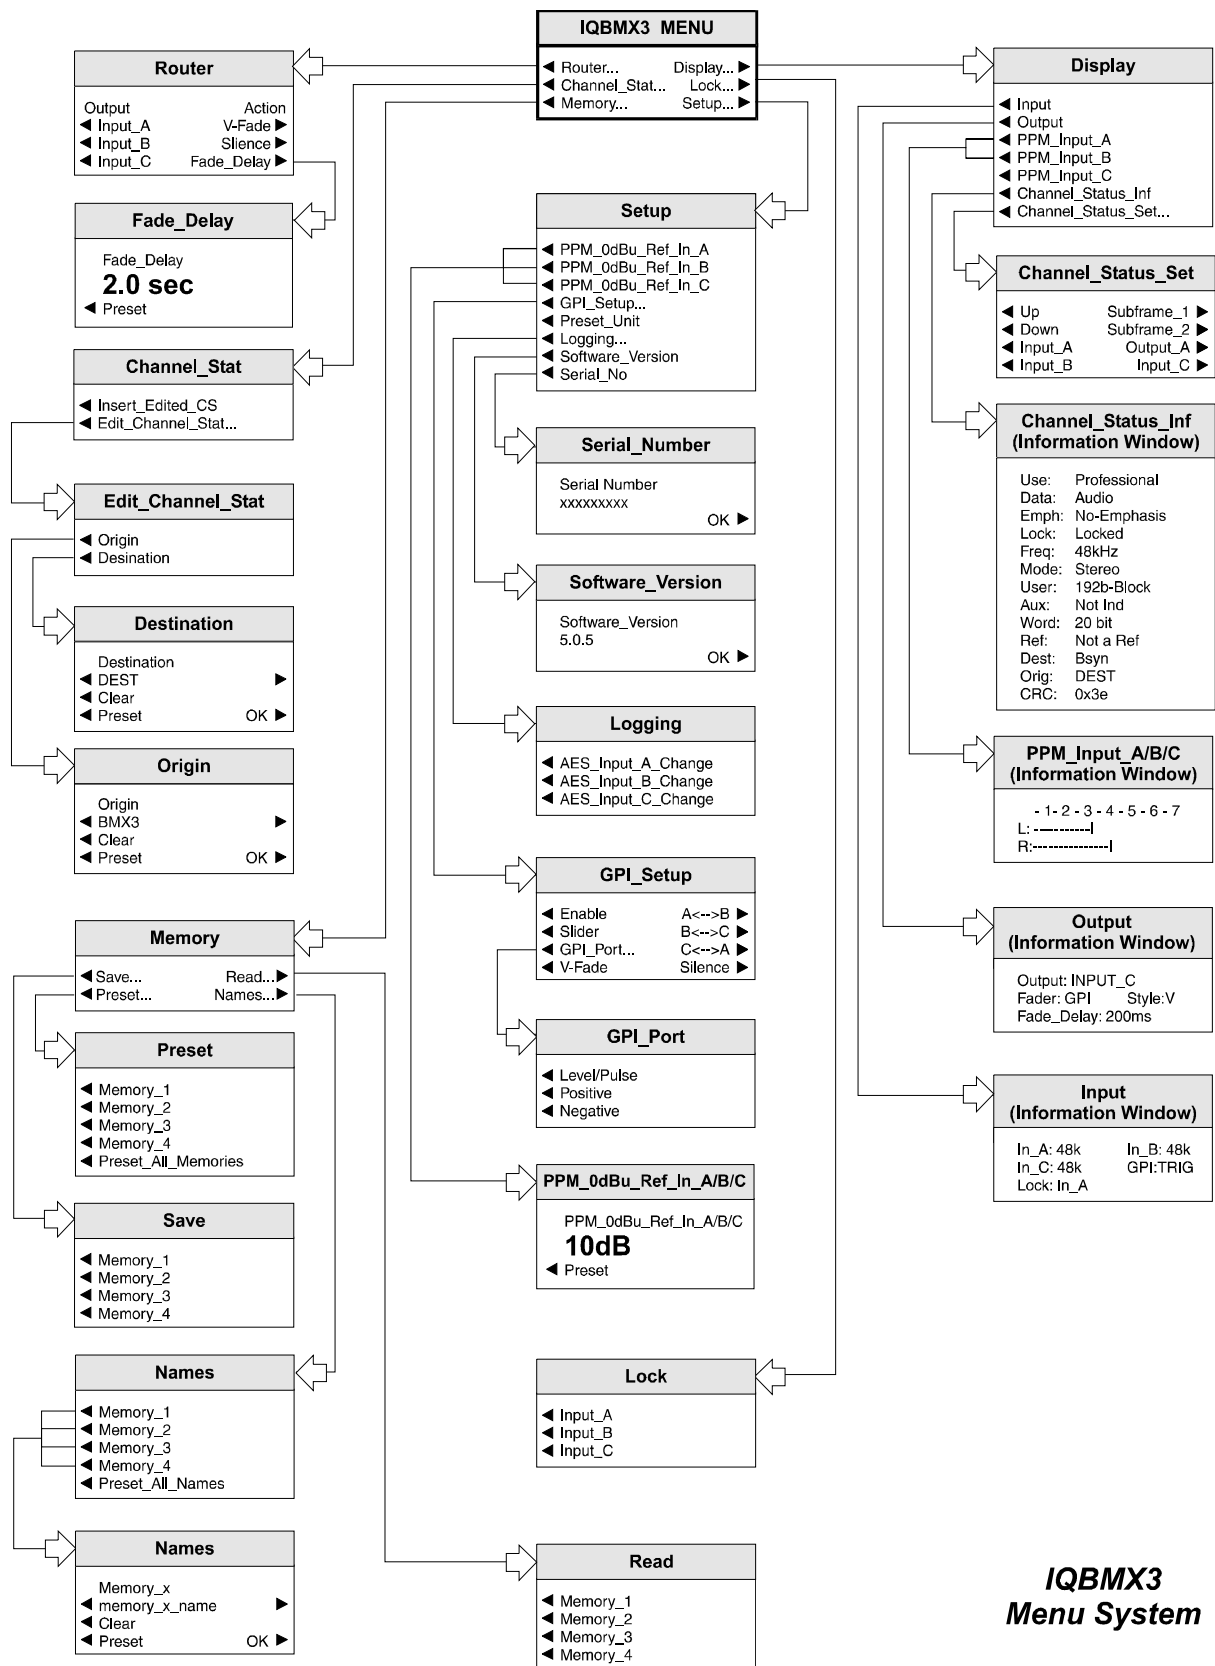 IQBMX3 MENU
Router... Display...
Channel_Stat... Lock...
Memory... Setup...
Router
Output Action
Input_A V-Fade
Input_B Slience
Input_C Fade_Delay
Fade_Delay
Fade_Delay
2.0 sec
Preset
Channel_Stat
Insert_Edited_CS
Edit_Channel_Stat...
Edit_Channel_Stat
Origin
Desination
Destination
Destination
DEST
Clear
Preset OK
Origin
Origin
BMX3
Clear
Preset OK
Memory
Save... Read...
Preset... Names...
Preset
Memory_1
Memory_2
Memory_3
Memory_4
Preset_All_Memories
Save
Memory_1
Memory_2
Memory_3
Memory_4
Names
Memory_1
Memory_2
Memory_3
Memory_4
Preset_All_Names
Names
Memory_x
memory_x_name
Clear
Preset OK
Setup
PPM_0dBu_Ref_In_A
PPM_0dBu_Ref_In_B
PPM_0dBu_Ref_In_C
GPI_Setup...
Preset_Unit
Logging...
Software_Version
Serial_No
Serial_Number
Serial Number
xxxxxxxxx
OK
Software_Version
Software_Version
5.0.5
OK
Logging
AES_Input_A_Change
AES_Input_B_Change
AES_Input_C_Change
GPI_Setup
Enable A<-->B
Slider B<-->C
GPI_Port... C<-->A
V-Fade Silence
GPI_Port
Level/Pulse
Positive
Negative
PPM_0dBu_Ref_In_A/B/C
PPM_0dBu_Ref_In_A/B/C
10dB
Preset
Lock
Input_A
Input_B
Input_C
Read
Memory_1
Memory_2
Memory_3
Memory_4
Display
Input
Output
PPM_Input_A
PPM_Input_B
PPM_Input_C
Channel_Status_Inf
Channel_Status_Set...
Channel_Status_Set
Up Subframe_1
Down Subframe_2
Input_A Output_A
Input_B Input_C
Channel_Status_Inf
(Information Window)
Use: Professional
Data: Audio
Emph: No-Emphasis
Lock: Locked
Freq: 48kHz
Mode: Stereo
User: 192b-Block
Aux: Not Ind
Word: 20 bit
Ref: Not a Ref
Dest: Bsyn
Orig: DEST
CRC: 0x3e
PPM_Input_A/B/C
(Information Window)
- 1- 2 - 3 - 4 - 5 - 6 - 7
L: ----------I
R:---------------I
Output
(Information Window)
Output: INPUT_C
Fader: GPI Style:V
Fade_Delay: 200ms
Input
(Information Window)
In_A: 48k In_B: 48k
In_C: 48k GPI:TRIG
Lock: In_A
IQBMX3
Menu System